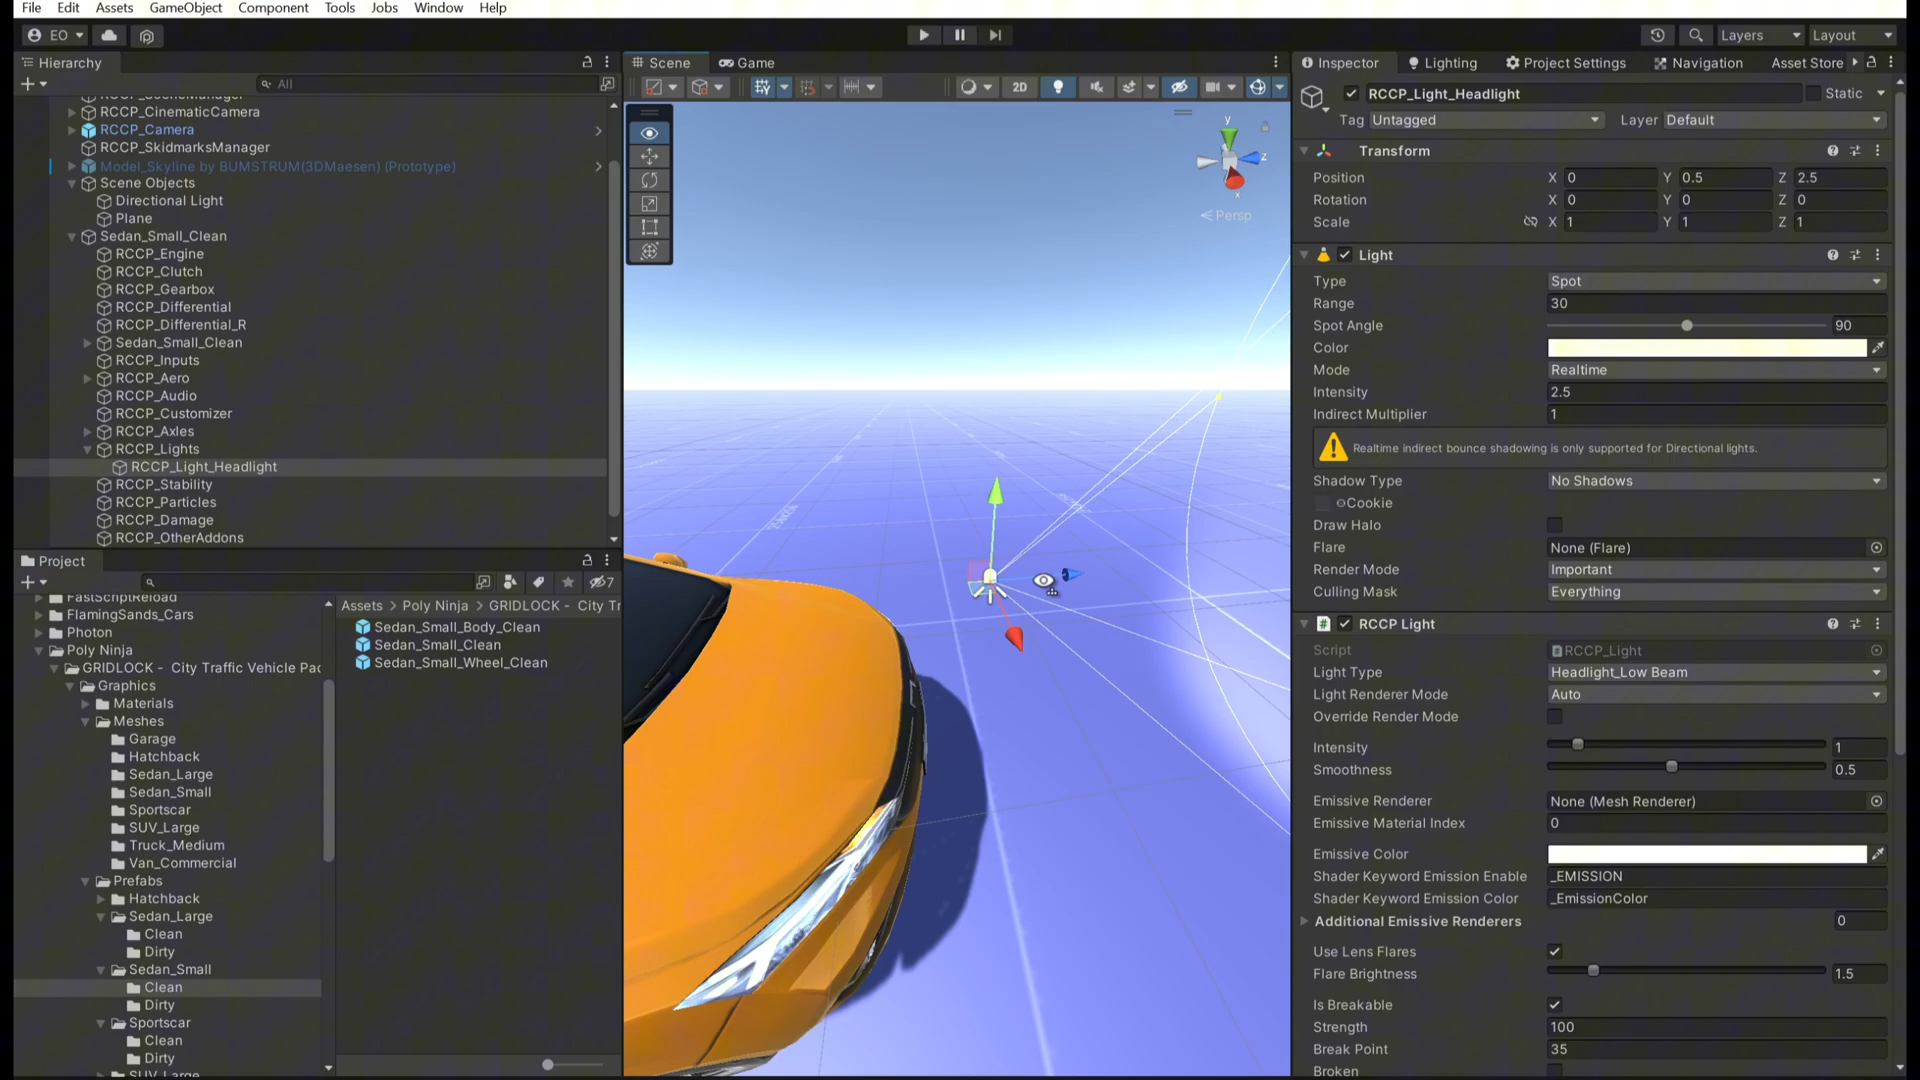 File Edit Assets GameObject Component Tools Jobs Window Help
EO Layers Layout
Hierarchy
All
RCCP_SceneManager
RCCP_CinematicCamera
RCCP_Camera
RCCP_SkidmarksManager
Model_Skyline by BUMSTRUM(3DMaesen) (Prototype)
Scene Objects
Directional Light
Plane
Sedan_Small_Clean
RCCP_Engine
RCCP_Clutch
RCCP_Gearbox
RCCP_Differential
RCCP_Differential_R
Sedan_Small_Clean
RCCP_Inputs
RCCP_Aero
RCCP_Audio
RCCP_Customizer
RCCP_Axles
RCCP_Lights
RCCP_Light_Headlight
RCCP_Stability
RCCP_Particles
RCCP_Damage
RCCP_OtherAddons
Project
7
FastScriptReload
FlamingSands_Cars
Photon
Poly Ninja
GRIDLOCK - City Traffic Vehicle Pac
Graphics
Materials
Meshes
Garage
Hatchback
Sedan_Large
Sedan_Small
Sportscar
SUV_Large
Truck_Medium
Van_Commercial
Prefabs
Hatchback
Sedan_Large
Clean
Dirty
Sedan_Small
Clean
Dirty
Sportscar
Clean
Dirty
SUV_Large
Assets > Poly Ninja > GRIDLOCK - City Tr
Sedan_Small_Body_Clean
Sedan_Small_Clean
Sedan_Small_Wheel_Clean
Scene Game
2D
y
z
x
Persp
Inspector Lighting Project Settings Navigation Asset Store
RCCP_Light_Headlight Static
Tag Untagged Layer Default
Transform
Position X 0 Y 0.5 Z 2.5
Rotation X 0 Y 0 Z 0
Scale X 1 Y 1 Z 1
Light
Type Spot
Range 30
Spot Angle 90
Color
Mode Realtime
Intensity 2.5
Indirect Multiplier 1
Realtime indirect bounce shadowing is only supported for Directional lights.
Shadow Type No Shadows
Cookie
Draw Halo
Flare None (Flare)
Render Mode Important
Culling Mask Everything
RCCP Light
Script RCCP_Light
Light Type Headlight_Low Beam
Light Renderer Mode Auto
Override Render Mode
Intensity 1
Smoothness 0.5
Emissive Renderer None (Mesh Renderer)
Emissive Material Index 0
Emissive Color
Shader Keyword Emission Enable _EMISSION
Shader Keyword Emission Color _EmissionColor
Additional Emissive Renderers 0
Use Lens Flares
Flare Brightness 1.5
Is Breakable
Strength 100
Break Point 35
Broken